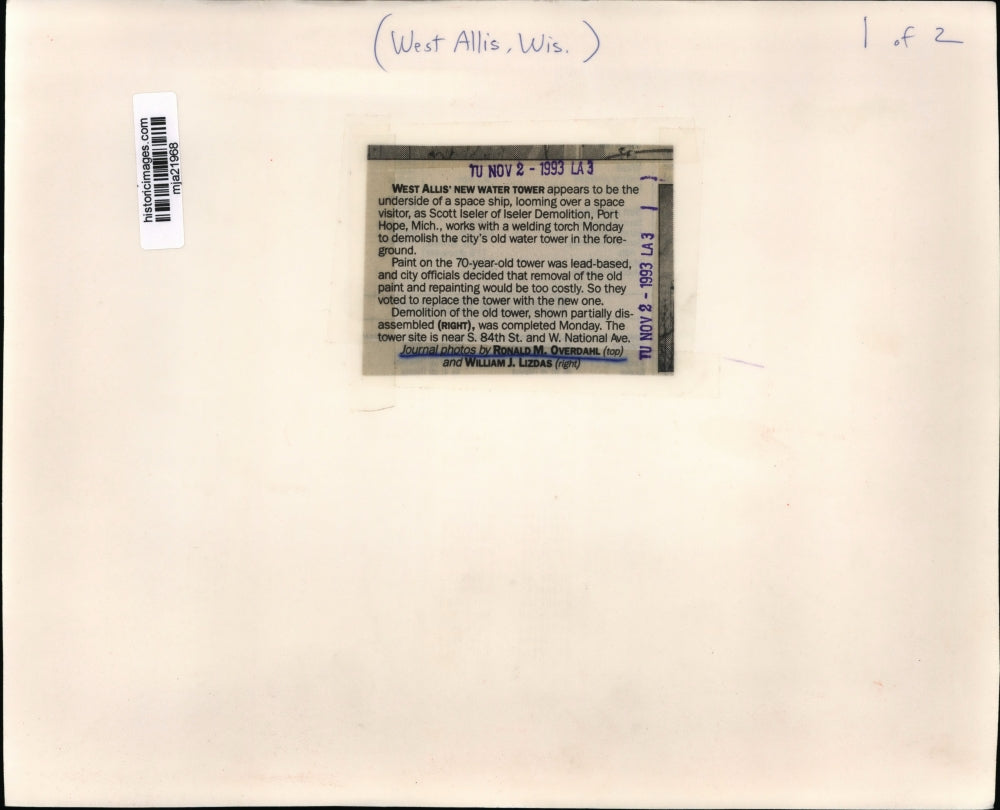 (West Allis, Wis.)
1 of 2
historicimages.com
mja21968
TU NOV 2 - 1993 LA 3
WEST ALLIS' NEW WATER TOWER appears to be the
underside of a space ship, looming over a space
visitor, as Scott Iseler of Iseler Demolition, Port
Hope, Mich., works with a welding torch Monday
to demolish the city's old water tower in the fore-
ground.
Paint on the 70-year-old tower was lead-based,
and city officials decided that removal of the old
paint and repainting would be too costly. So they
voted to replace the tower with the new one.
Demolition of the old tower, shown partially dis-
assembled (RIGHT), was completed Monday. The
tower site is near S. 84th St. and W. National Ave.
Journal photos by RONALD M. OVERDAHL (top)
and WILLIAM J. LIZDAS (right)
TU NOV 2 - 1993 LA 3